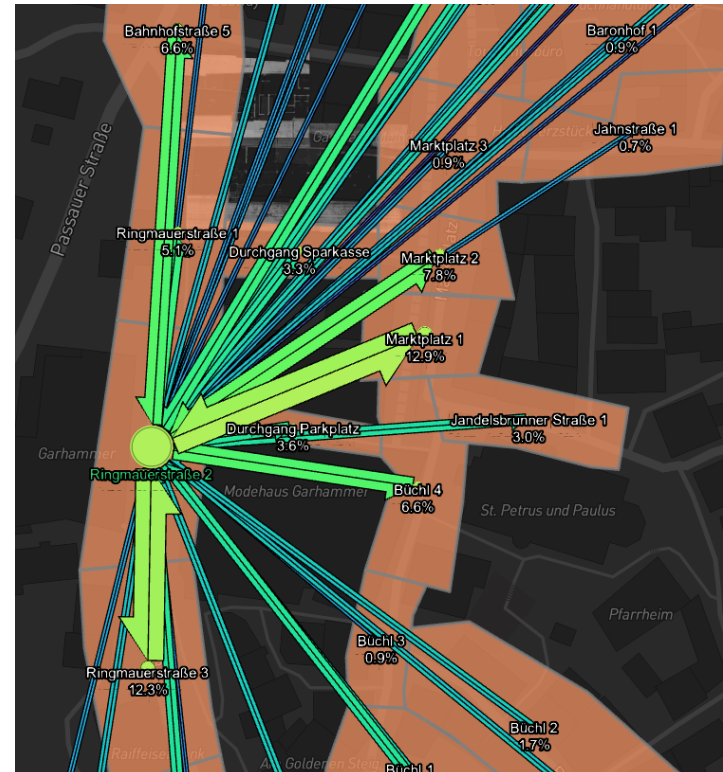 Bahnhofstraße 5
6.6%
Baronhof 1
0.9%
Passauer Straße
Marktplatz 3
0.9%
Jahnstraße 1
0.7%
Ringmauerstraße 1
5.1%
Durchgang Sparkasse
3.3%
Marktplatz 2
7.8%
Marktplatz 1
12.9%
Durchgang Parkplatz
3.6%
Jandelsbrunner Straße 1
3.0%
Garhammer
Ringmauerstraße 2
Modehaus Garhammer
Büchl 4
6.6%
St. Petrus und Paulus
Pfarrheim
Büchl 3
0.9%
Ringmauerstraße 3
12.3%
Büchl 2
1.7%
Am Goldenen Steig
Büchl 1